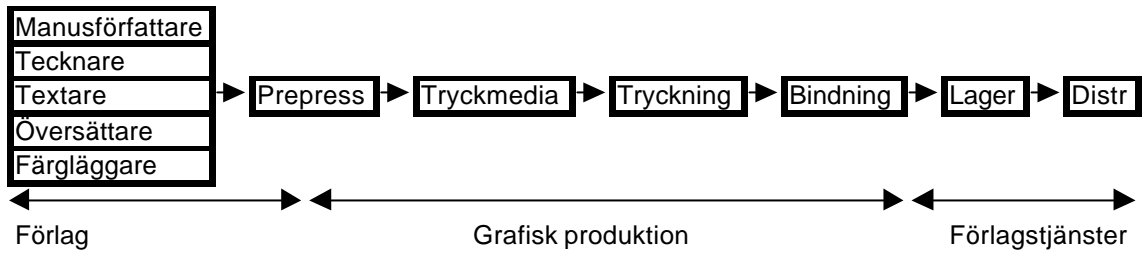 Manusförfattare
Tecknare
Textare
Översättare
Färgläggare
Prepress
Tryckmedia
Tryckning
Bindning
Lager
Distr
Förlag
Grafisk produktion
Förlagstjänster